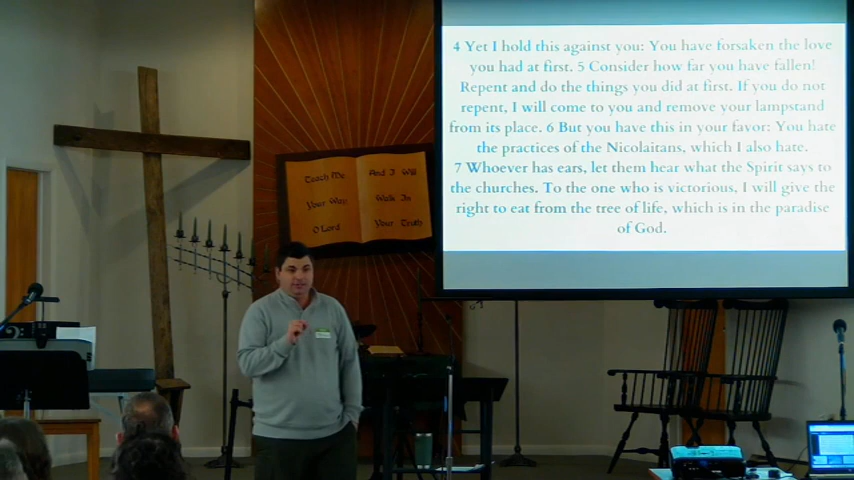 4 Yet I hold this against you: You have forsaken the love
you had at first. 5 Consider how far you have fallen!
Repent and do the things you did at first. If you do not
repent, I will come to you and remove your lampstand
from its place. 6 But you have this in your favor: You hate
the practices of the Nicolaitans, which I also hate.
7 Whoever has ears, let them hear what the Spirit says to
the churches. To the one who is victorious, I will give the
right to eat from the tree of life, which is in the paradise
of God.
Teach Me
Your Way
O Lord
And I Will
Walk In
Your Truth